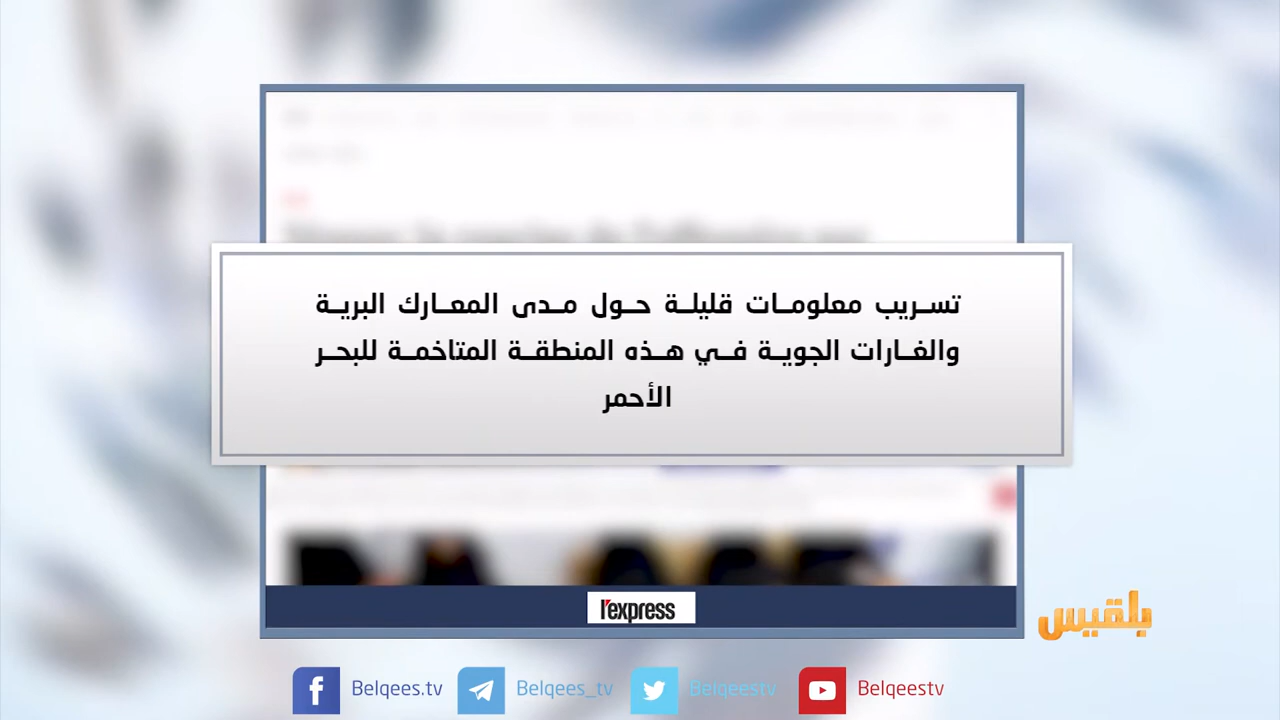 تسريب معلومات قليلة حول مدى المعارك البرية
والغارات الجوية في هذه المنطقة المتاخمة للبحر
الأحمر
l'express
بلقيس
Belqees.tv
Belqees_tv
Belqeestv
Belqeestv